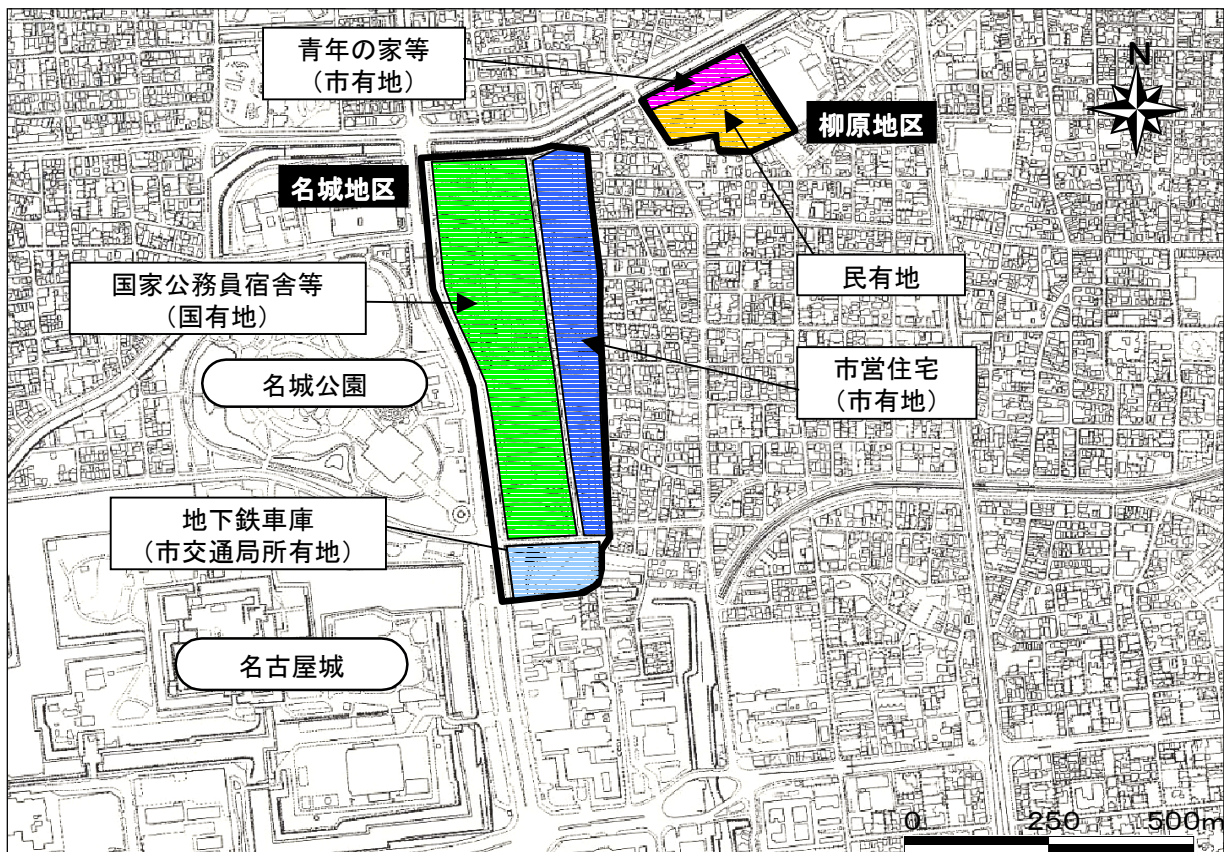 青年の家等
（市有地）
N
柳原地区
名城地区
国家公務員宿舎等
（国有地）
民有地
名城公園
市営住宅
（市有地）
地下鉄車庫
（市交通局所有地）
名古屋城
0 250 500m